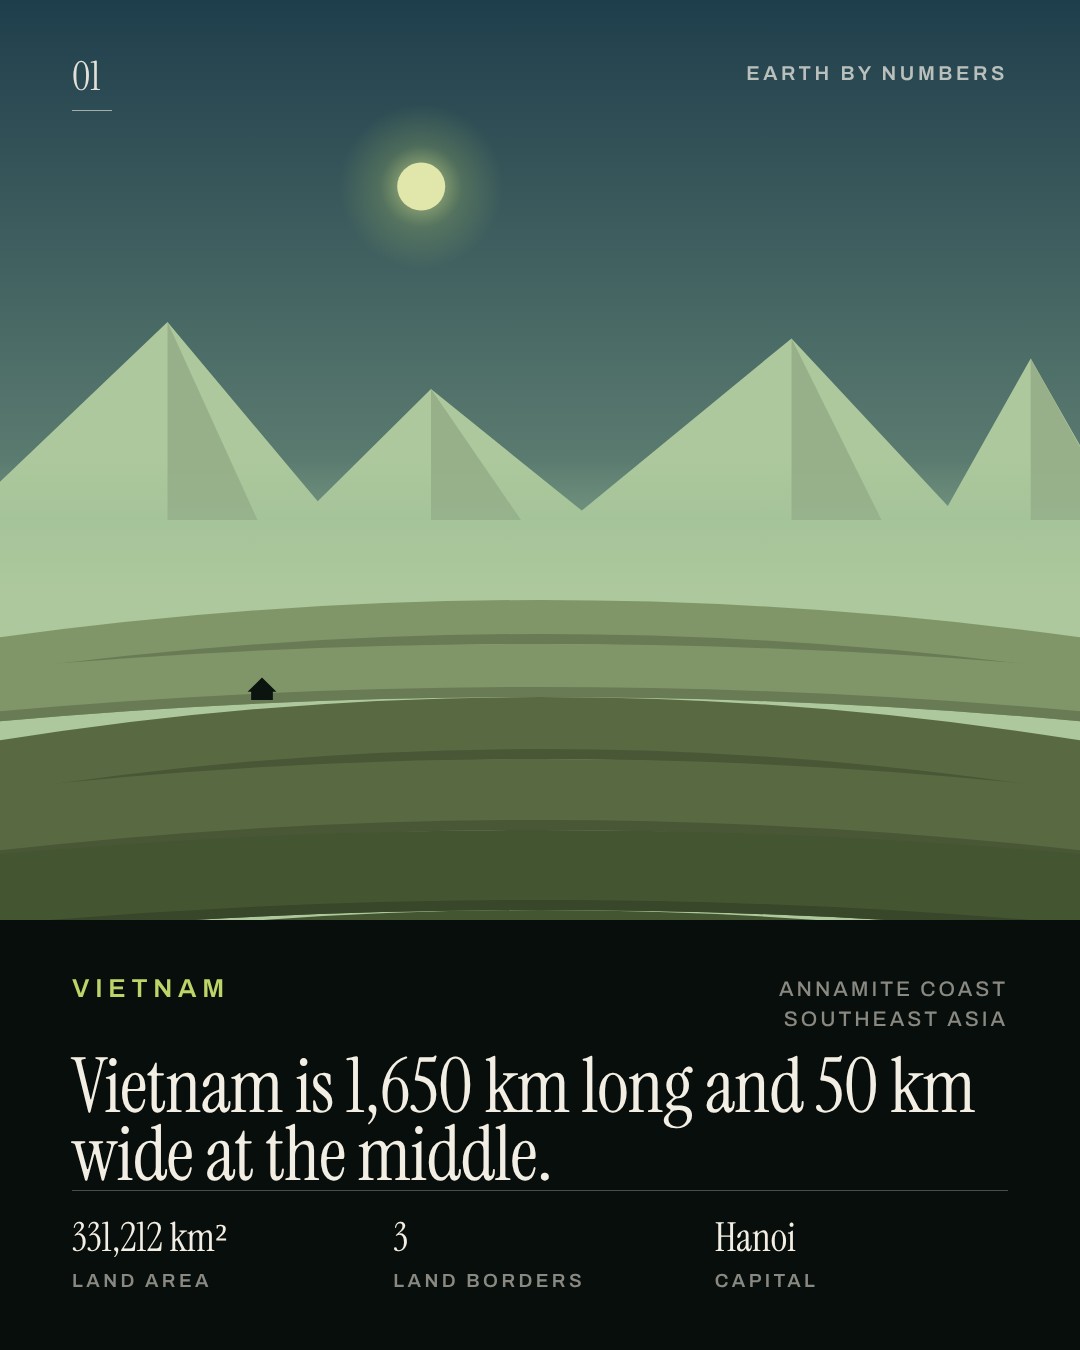 01
EARTH BY NUMBERS
VIETNAM
ANNAMITE COAST
SOUTHEAST ASIA
Vietnam is 1,650 km long and 50 km
wide at the middle.
331,212 km²
LAND AREA
3
LAND BORDERS
Hanoi
CAPITAL